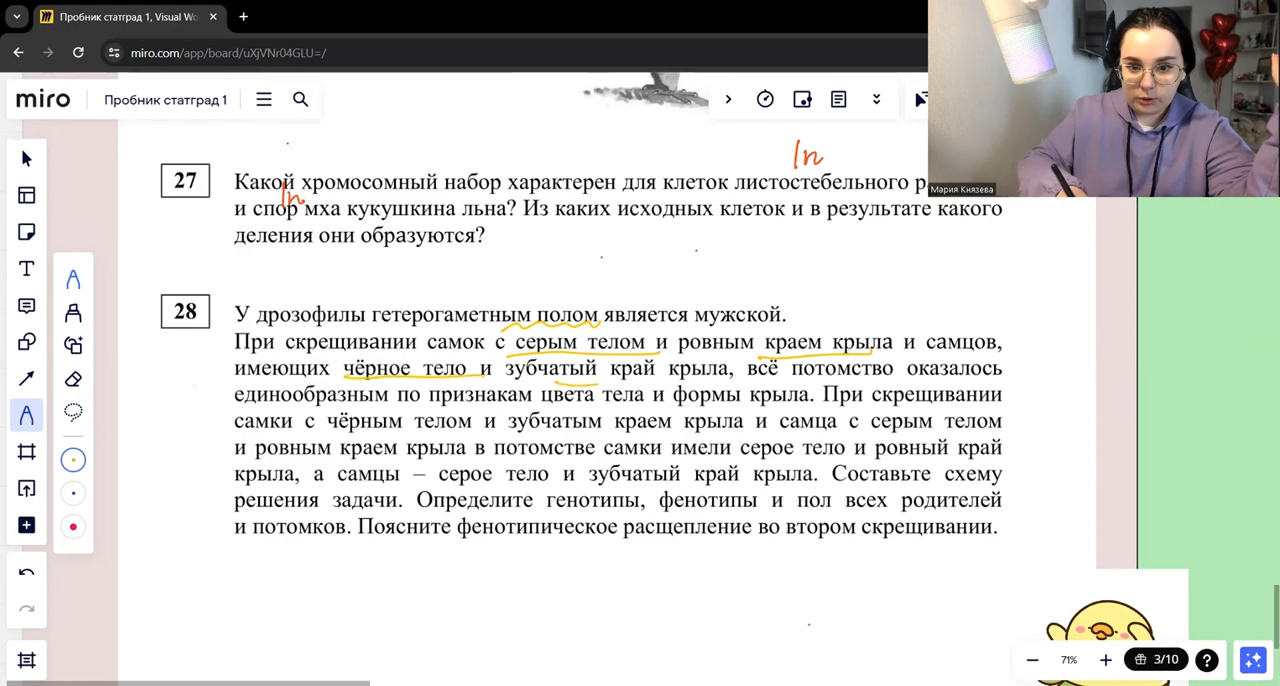 Пробник статград 1, Visual Wo
miro.com/app/board/uXjVNr04GLU=/
miro
Пробник статград 1
1n
27
Какой хромосомный набор характерен для клеток листостебельного
1n
и спор мха кукушкина льна? Из каких исходных клеток и в результате какого
деления они образуются?
Мария Князева
28
У дрозофилы гетерогаметным полом является мужской.
При скрещивании самок с серым телом и ровным краем крыла и самцов,
имеющих чёрное тело и зубчатый край крыла, всё потомство оказалось
единообразным по признакам цвета тела и формы крыла. При скрещивании
самки с чёрным телом и зубчатым краем крыла и самца с серым телом
и ровным краем крыла в потомстве самки имели серое тело и ровный край
крыла, а самцы – серое тело и зубчатый край крыла. Составьте схему
решения задачи. Определите генотипы, фенотипы и пол всех родителей
и потомков. Поясните фенотипическое расщепление во втором скрещивании.
71%
3/10